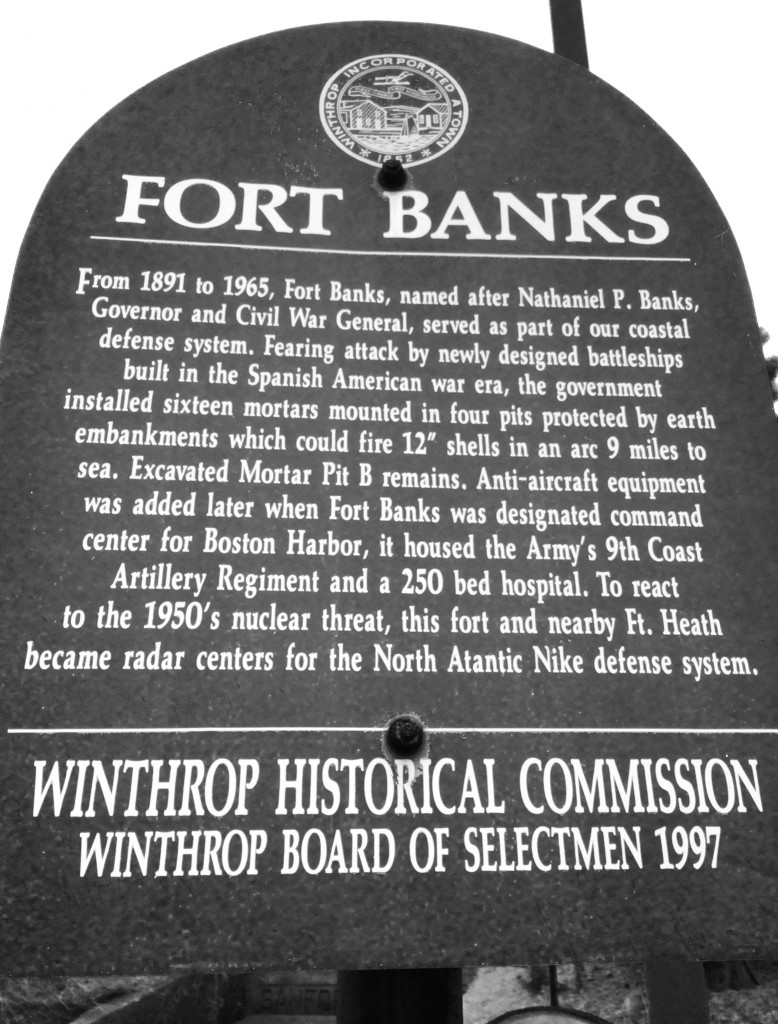 WINTHROP INCORPORATED A TOWN
* 1852 *
FORT BANKS
From 1891 to 1965, Fort Banks, named after Nathaniel P. Banks,
Governor and Civil War General, served as part of our coastal
defense system. Fearing attack by newly designed battleships
built in the Spanish American war era, the government
installed sixteen mortars mounted in four pits protected by earth
embankments which could fire 12" shells in an arc 9 miles to
sea. Excavated Mortar Pit B remains. Anti-aircraft equipment
was added later when Fort Banks was designated command
center for Boston Harbor, it housed the Army's 9th Coast
Artillery Regiment and a 250 bed hospital. To react
to the 1950's nuclear threat, this fort and nearby Ft. Heath
became radar centers for the North Atantic Nike defense system.
WINTHROP HISTORICAL COMMISSION
WINTHROP BOARD OF SELECTMEN 1997